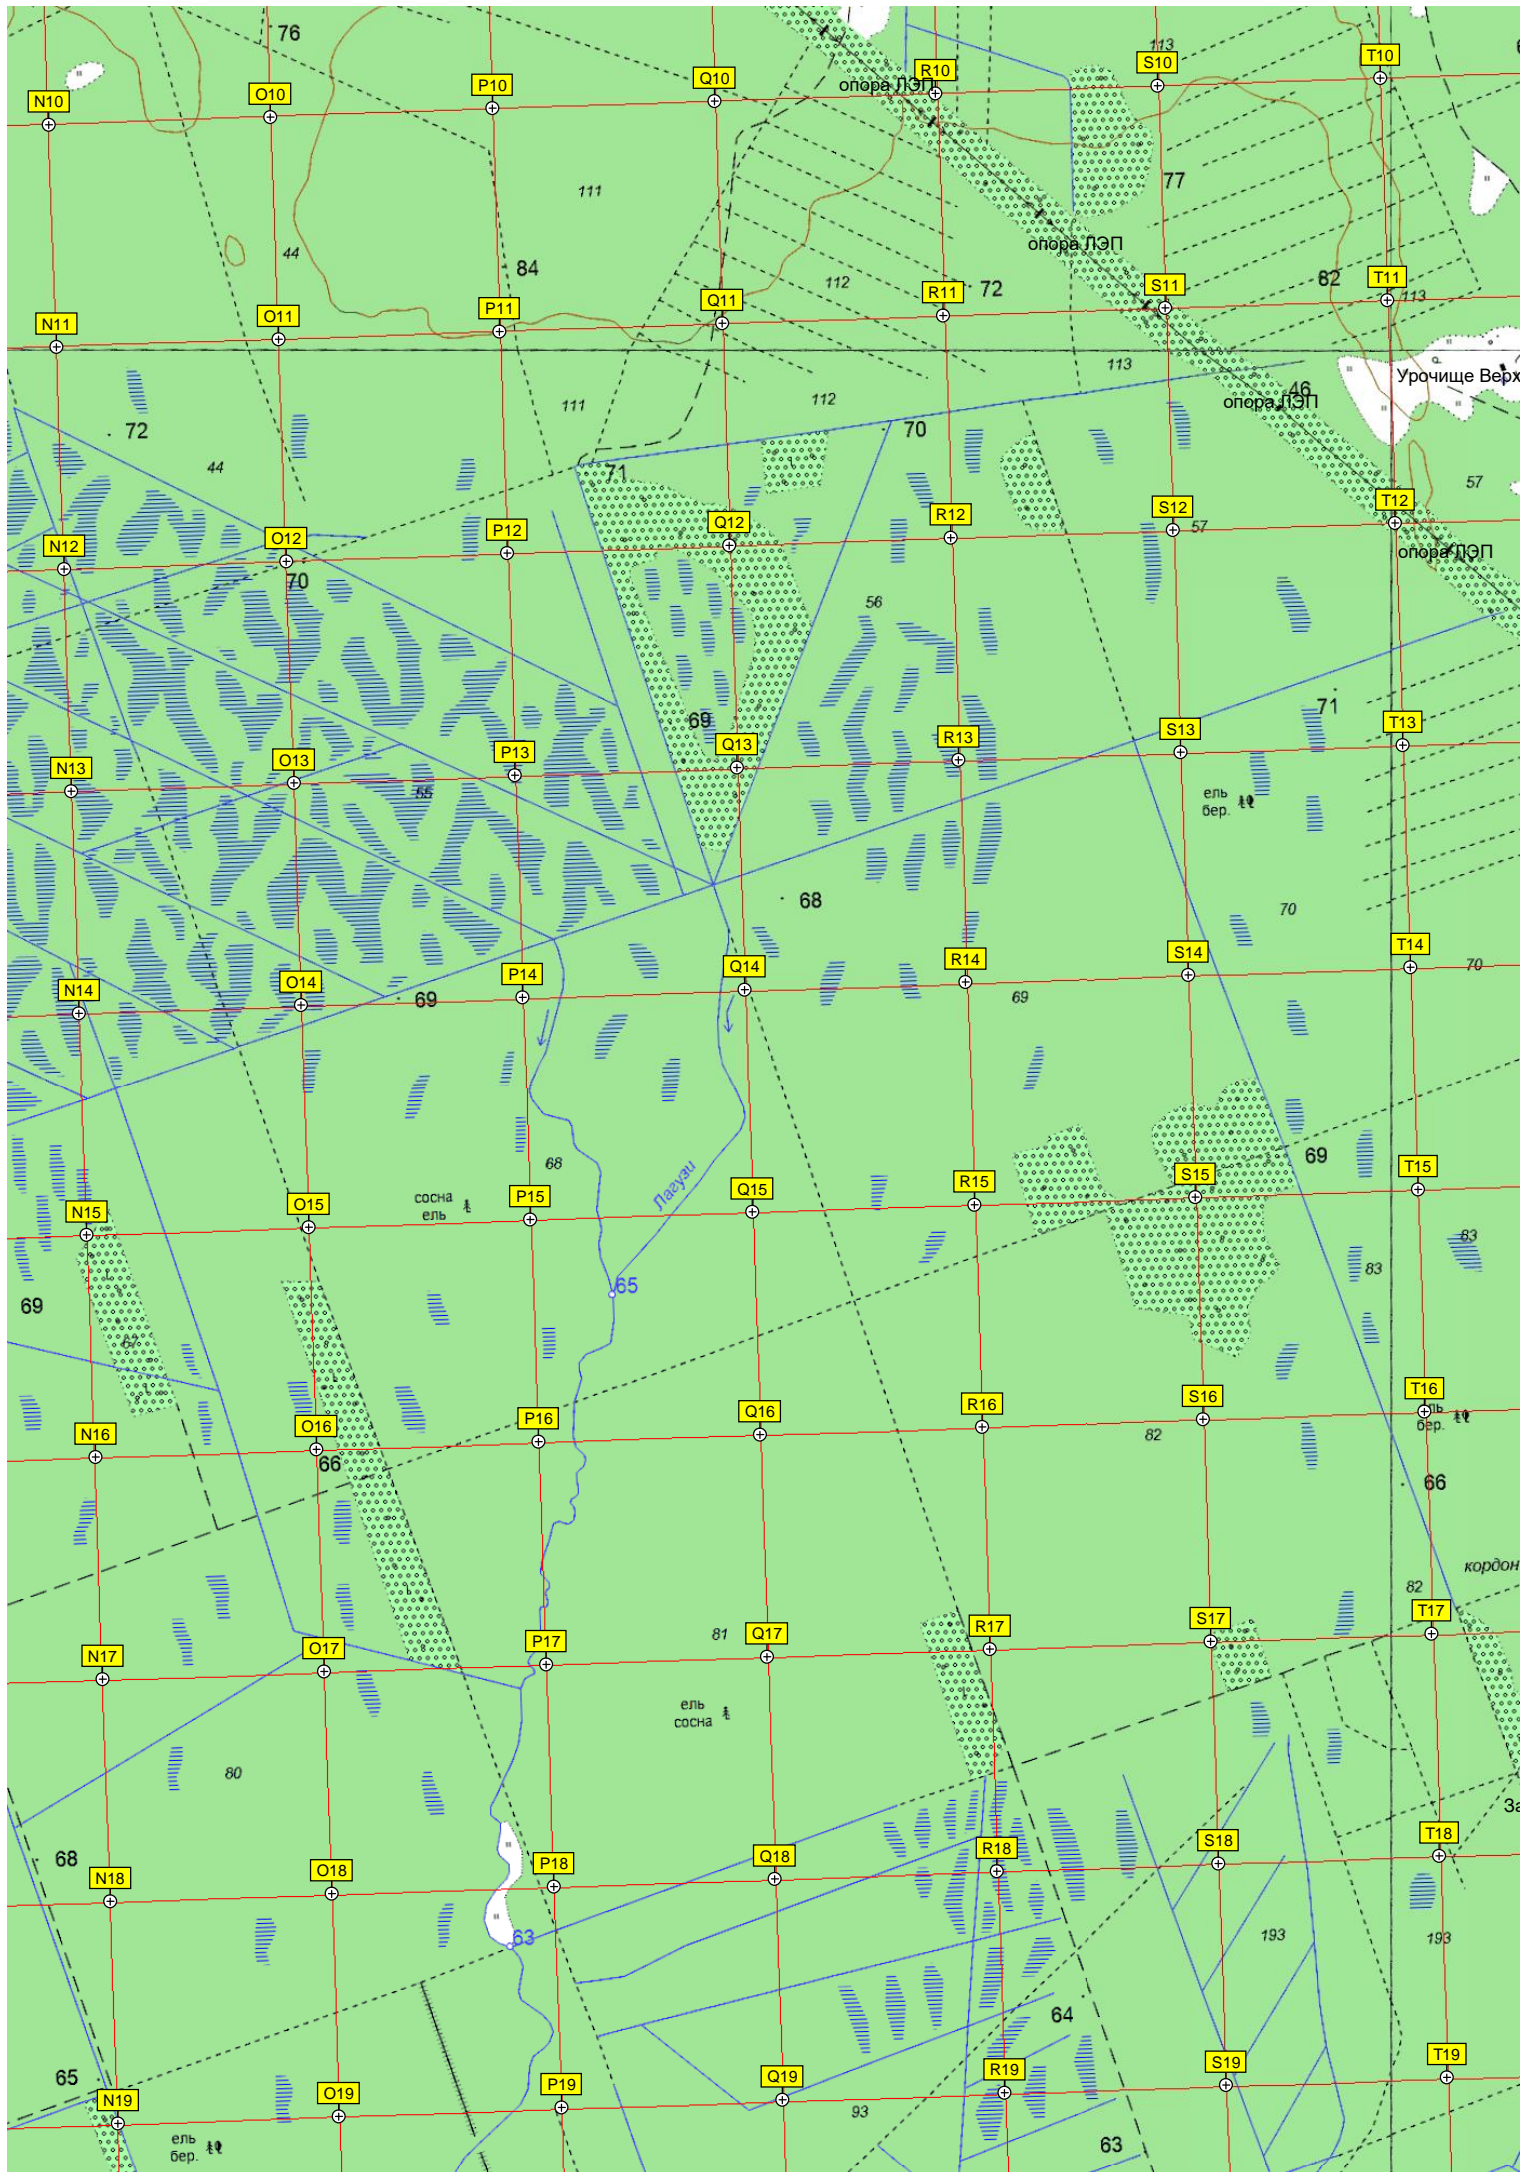 76
113
S10
T10
R10
Q10
P10
опора ЛЭП
N10
O10
77
111
44
84
опора ЛЭП
112
72
82
T11
113
S11
R11
Q11
P11
O11
N11
113
Урочище Верх
46
опора ЛЭП
111
112
72
70
44
71
57
T12
S12
57
R12
Q12
P12
O12
N12
опора ЛЭП
70
56
69
71
T13
S13
R13
Q13
P13
O13
N13
55
ель
бер.
68
70
T14
70
S14
R14
Q14
P14
O14
N14
69
69
68
Лагузи
69
T15
S15
R15
Q15
P15
O15
N15
сосна
ель
83
83
65
69
67
T16
S16
R16
Q16
P16
O16
N16
ель
бер.
82
66
66
кордон
82
T17
S17
R17
Q17
81
P17
O17
N17
ель
сосна
80
За
T18
S18
R18
Q18
P18
O18
N18
68
63
193
193
64
65
T19
S19
R19
Q19
P19
O19
N19
93
63
ель
бер.